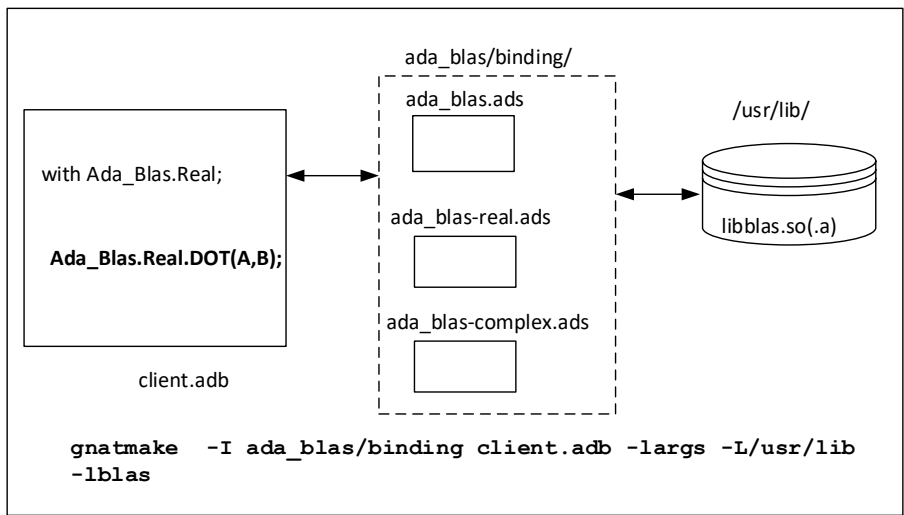 ada_blas/binding/
ada_blas.ads
/usr/lib/
with Ada_Blas.Real;
ada_blas-real.ads
libblas.so(.a)
Ada_Blas.Real.DOT(A,B);
ada_blas-complex.ads
client.adb
gnatmake -I ada_blas/binding client.adb -largs -L/usr/lib
-lblas